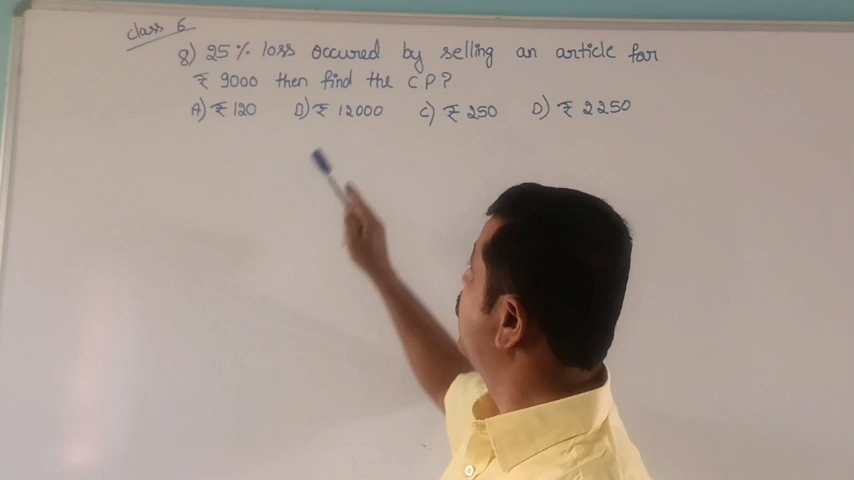 class 6
8) 25% loss occured by selling an article for
₹ 9000 then find the CP?
A) ₹ 120 B) ₹ 12000 C) ₹ 250 D) ₹ 2250